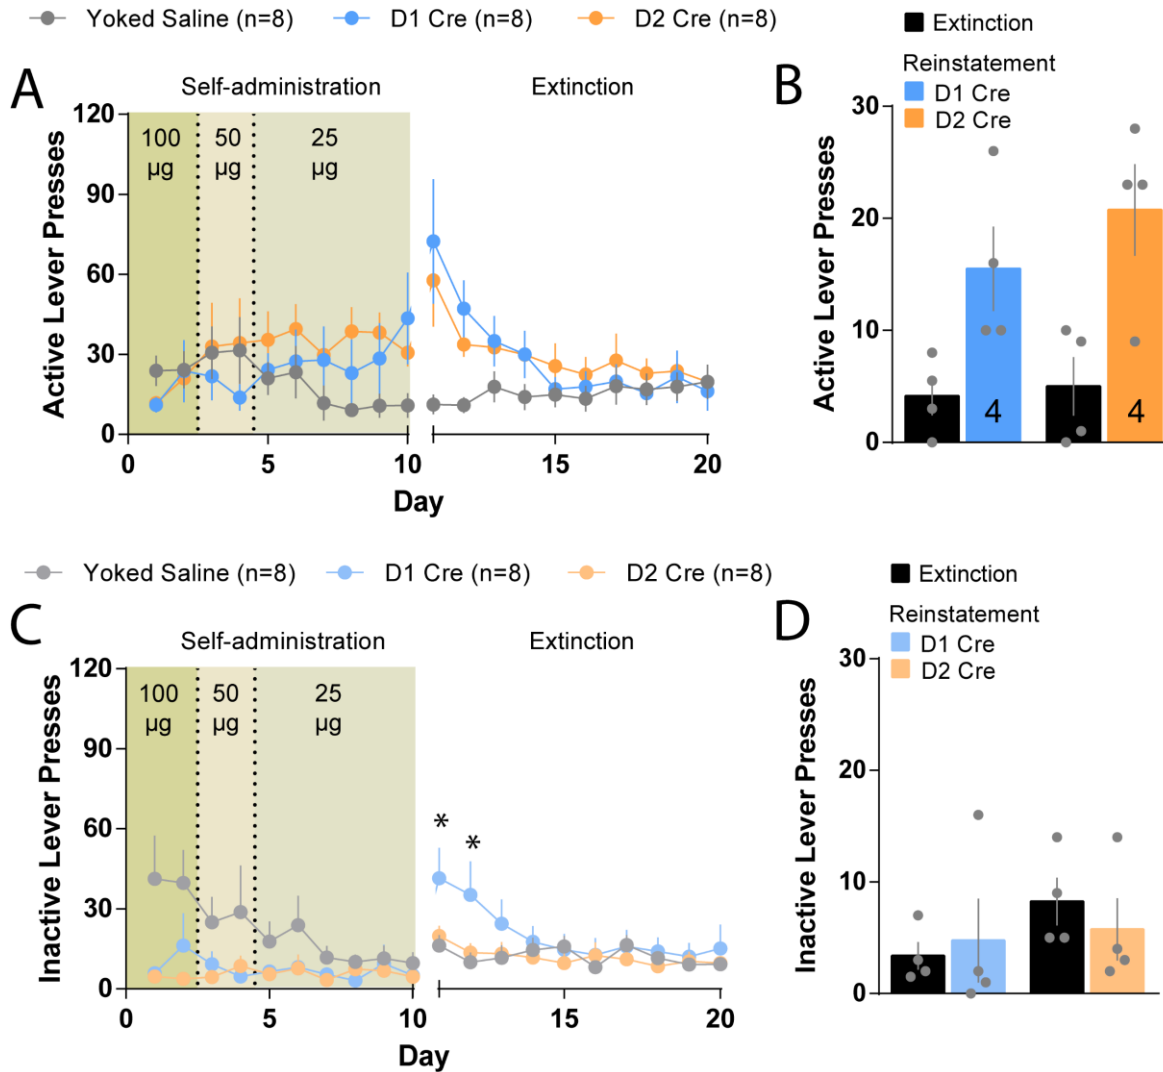 Yoked Saline (n=8) D1 Cre (n=8) D2 Cre (n=8)
A
Self-administration Extinction
100 µg
50 µg
25 µg
Active Lever Presses
120
90
60
30
0
0 5 10 15 20
Day
B
Extinction
Reinstatement
D1 Cre
D2 Cre
Active Lever Presses
30
20
10
0
4 4
Yoked Saline (n=8) D1 Cre (n=8) D2 Cre (n=8)
C
Self-administration Extinction
100 µg
50 µg
25 µg
Inactive Lever Presses
120
90
60
30
0
* *
0 5 10 15 20
Day
D
Extinction
Reinstatement
D1 Cre
D2 Cre
Inactive Lever Presses
30
20
10
0